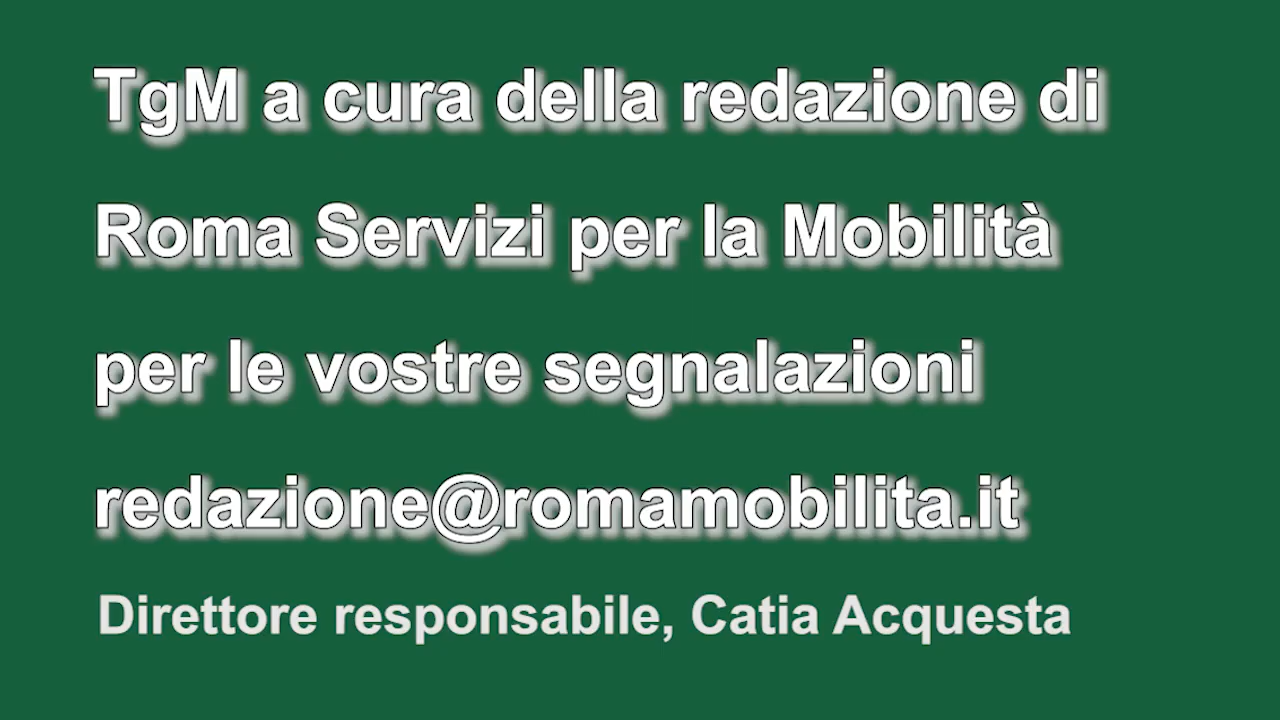 TgM a cura della redazione di
Roma Servizi per la Mobilità
per le vostre segnalazioni
redazione@romamobilita.it
Direttore responsabile, Catia Acquesta